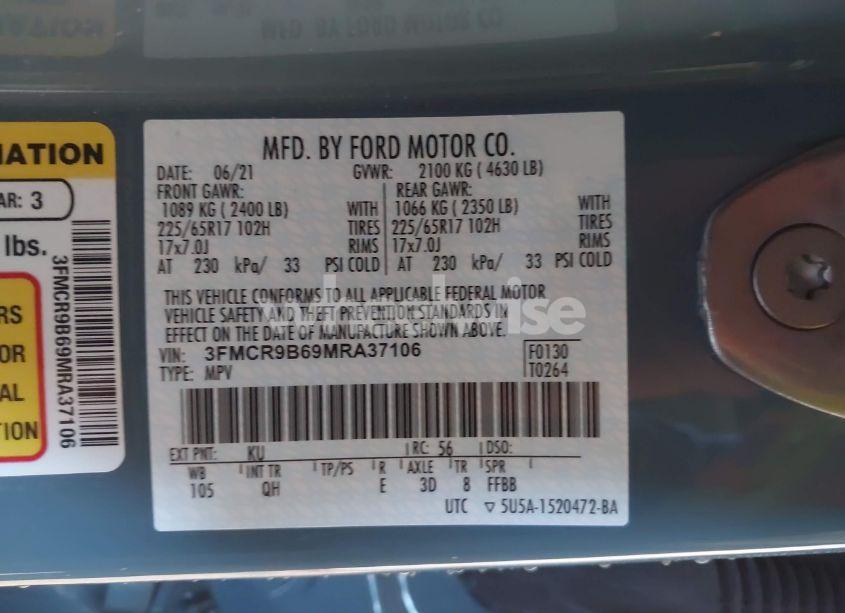 MFD. BY FORD MOTOR CO.
DATE: 06/21 GVWR: 2100 KG ( 4630 LB)
FRONT GAWR: REAR GAWR:
1089 KG ( 2400 LB) WITH 1066 KG ( 2350 LB) WITH
225/65R17 102H TIRES 225/65R17 102H TIRES
17x7.0J RIMS 17x7.0J RIMS
AT 230 kPa/ 33 PSI COLD AT 230 kPa/ 33 PSI COLD
THIS VEHICLE CONFORMS TO ALL APPLICABLE FEDERAL MOTOR
VEHICLE SAFETY AND THEFT PREVENTION STANDARDS IN
EFFECT ON THE DATE OF MANUFACTURE SHOWN ABOVE.
VIN: 3FMCR9B69MRA37106 F0130
TYPE: MPV T0264
EXT PNT: KU RC: 56 DSO:
WB INT TR TP/PS R AXLE TR SPR
105 QH E 3D 8 FFBB
UTC ▽ 5U5A-1520472-BA
MATION
AR: 3
lbs.
3FMCR9B69MRA37106
RS
OR
AL
TION